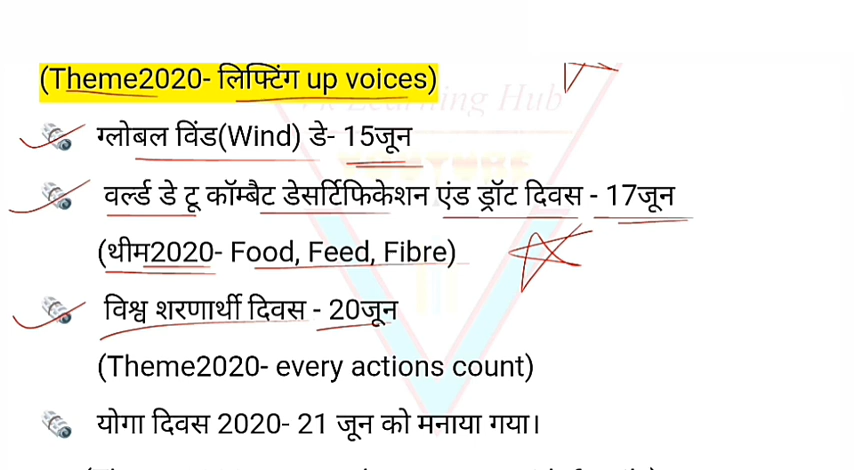 (Theme2020- लिफ्टिंग up voices)
ग्लोबल विंड(Wind) डे- 15जून
वर्ल्ड डे टू कॉम्बैट डेसर्टिफिकेशन एंड ड्रॉट दिवस - 17जून
(थीम2020- Food, Feed, Fibre)
विश्व शरणार्थी दिवस - 20जून
(Theme2020- every actions count)
योगा दिवस 2020- 21 जून को मनाया गया।